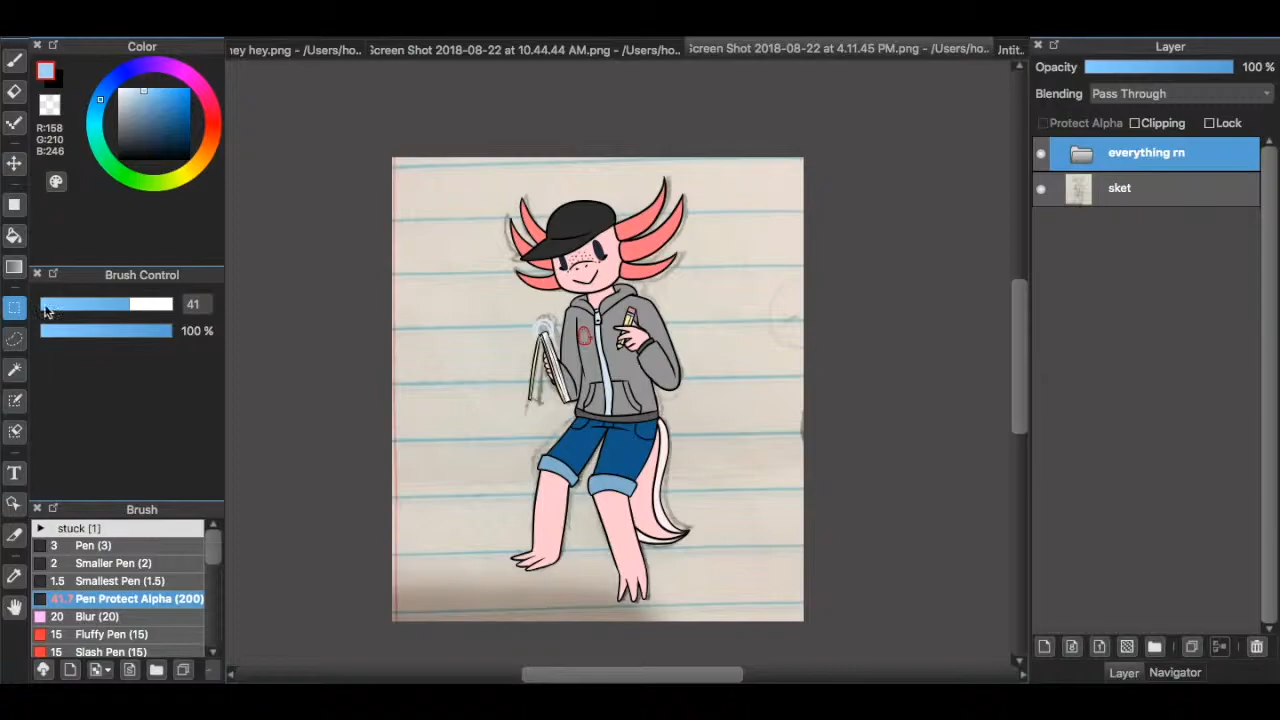 Color
R:158
G:210
B:246
Brush Control
41
100 %
Brush
stuck [1]
3 Pen (3)
2 Smaller Pen (2)
1.5 Smallest Pen (1.5)
41.7 Pen Protect Alpha (200)
20 Blur (20)
15 Fluffy Pen (15)
15 Slash Pen (15)
ney hey.png - /Users/ho... Screen Shot 2018-08-22 at 10.44.44 AM.png - /Users/ho... Screen Shot 2018-08-22 at 4.11.45 PM.png - /Users/ho... Untit...
Layer
Opacity 100 %
Blending Pass Through
Protect Alpha Clipping Lock
everything rn
sket
Layer Navigator
T